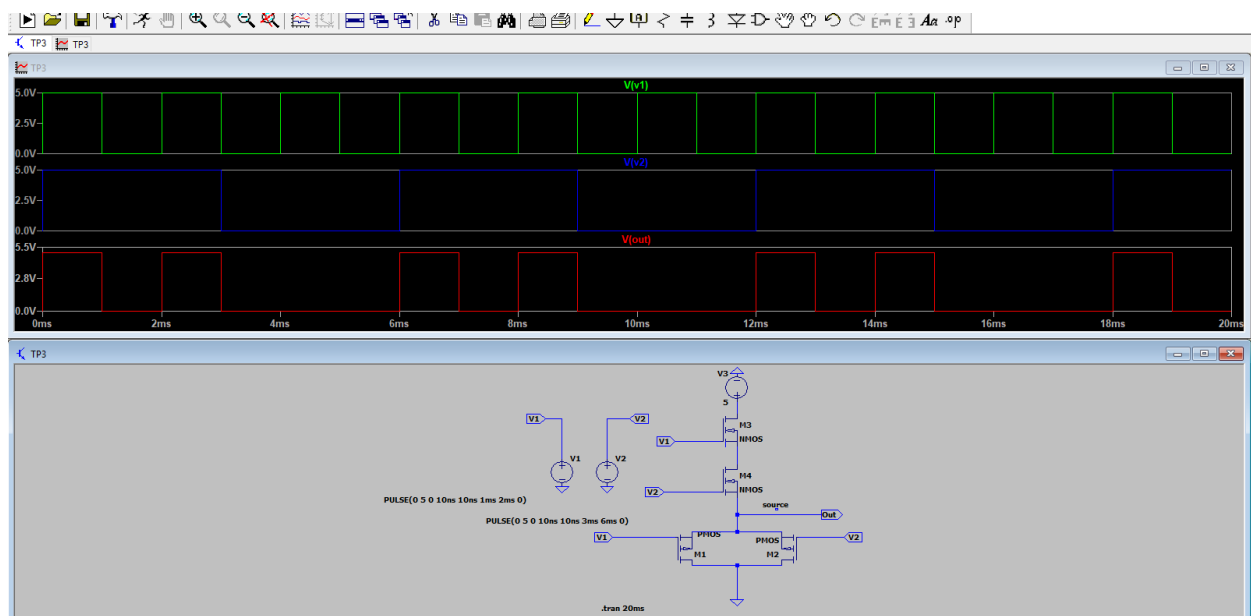 Aa .op
TP3 TP3
TP3
V(v1)
5.0V
2.5V
0.0V
V(v2)
5.0V
2.5V
0.0V
V(out)
5.5V
2.8V
0.0V
0ms 2ms 4ms 6ms 8ms 10ms 12ms 14ms 16ms 18ms 20ms
TP3
V3
5
V1 V2 M3
V1 NMOS
V1 V2 M4
V2 NMOS
PULSE(0 5 0 10ns 10ns 1ms 2ms 0)
source
PULSE(0 5 0 10ns 10ns 3ms 6ms 0) Out
V1 PMOS PMOS V2
M1 M2
.tran 20ms